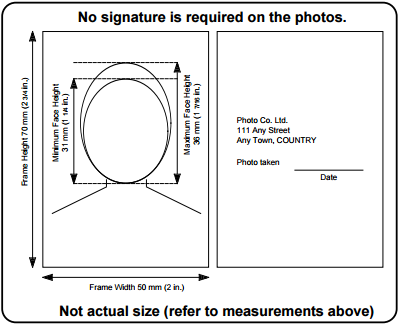 No signature is required on the photos.
Frame Height 70 mm (2 3/4 in.)
Minimum Face Height
31 mm (1 1/4 in.)
Maximum Face Height
36 mm (1 7/16 in.)
Photo Co. Ltd.
111 Any Street
Any Town, COUNTRY
Photo taken
Date
Frame Width 50 mm (2 in.)
Not actual size (refer to measurements above)